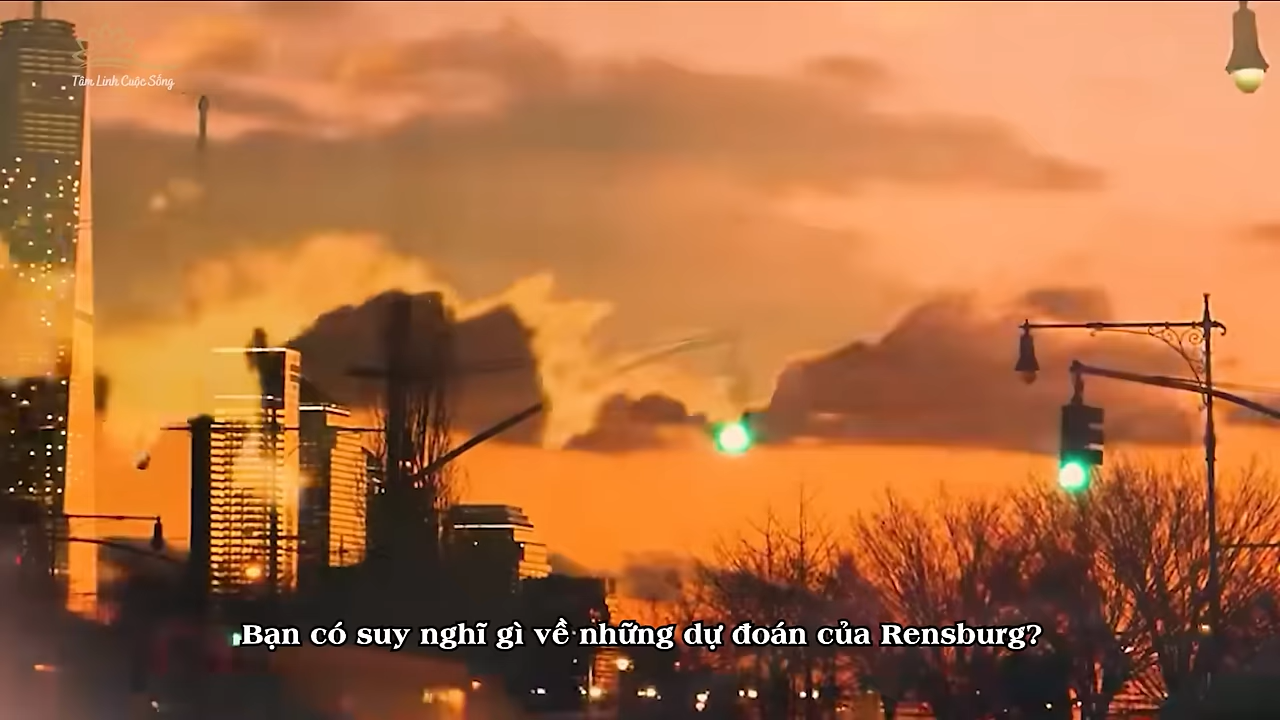 Tâm Linh Cuộc Sống
Bạn có suy nghĩ gì về những dự đoán của Rensburg?